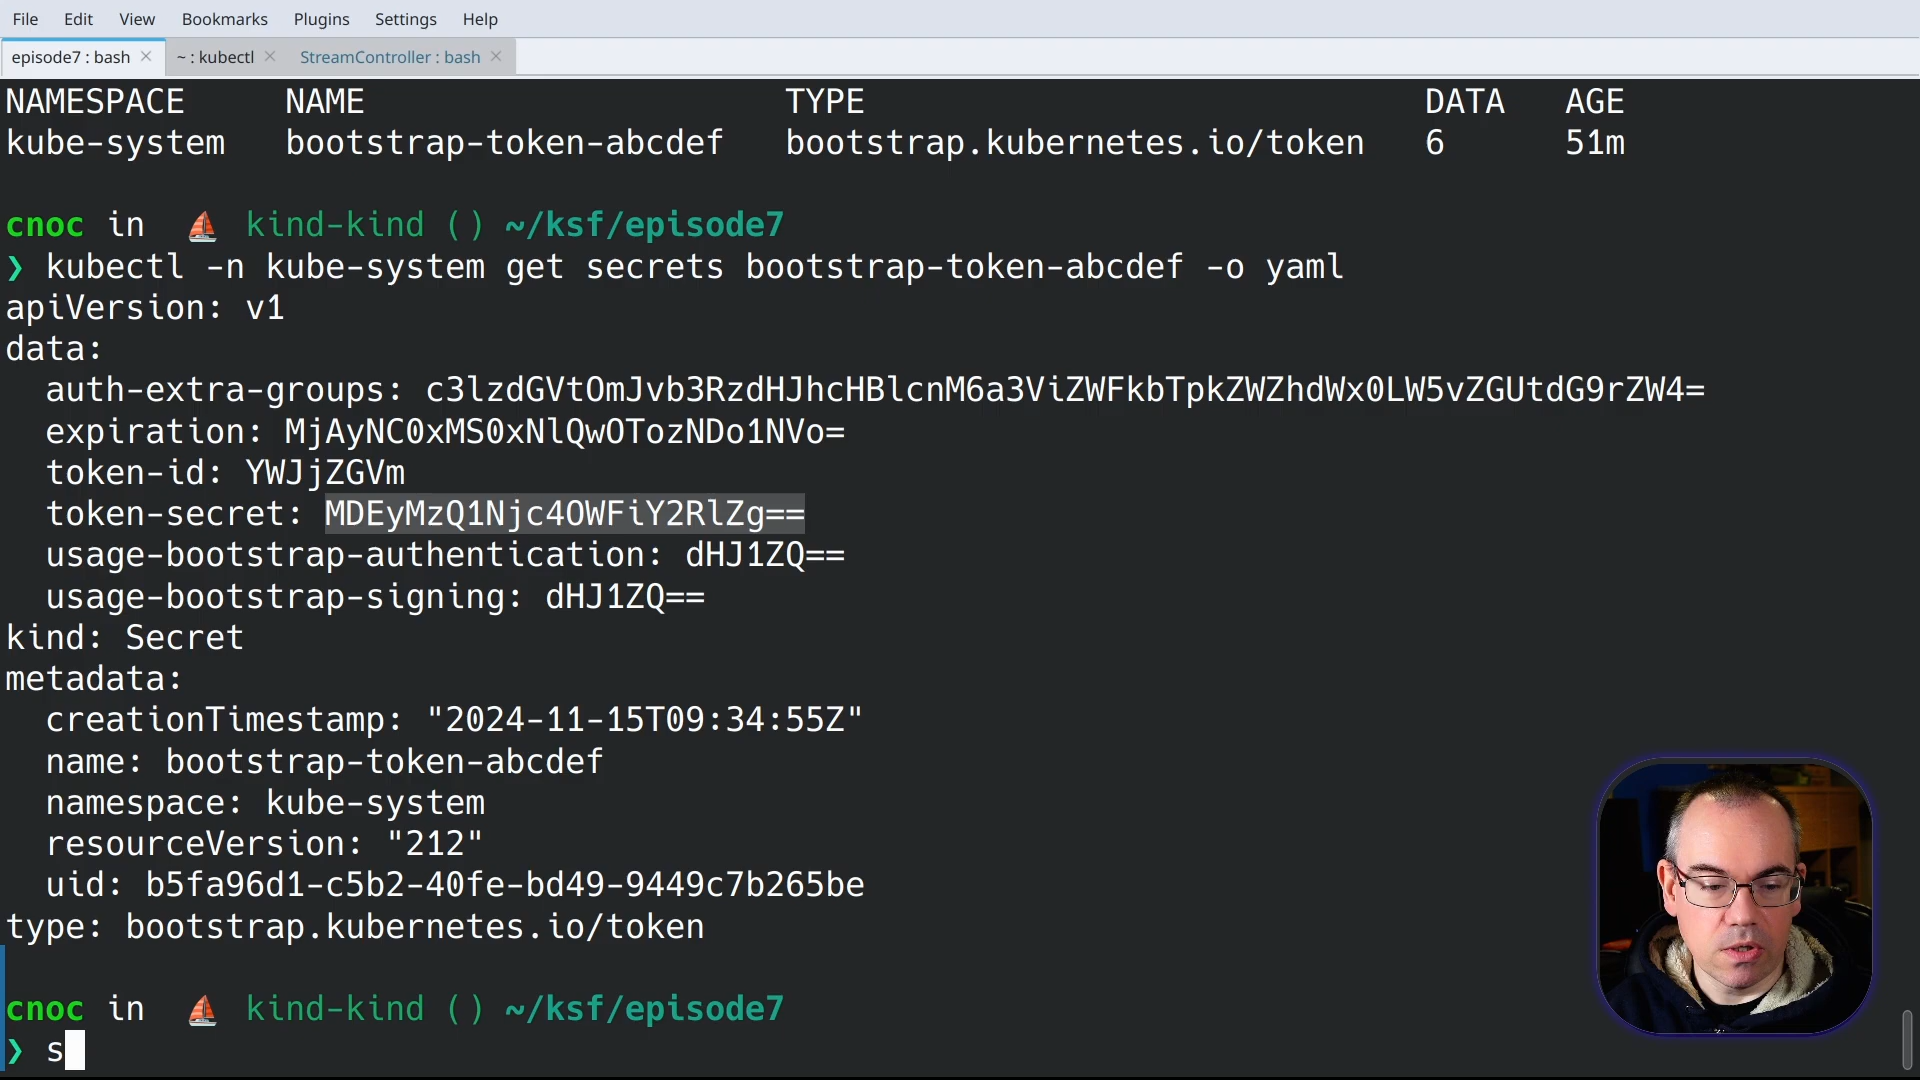 File Edit View Bookmarks Plugins Settings Help
episode7 : bash ~ : kubectl StreamController : bash
NAMESPACE NAME TYPE DATA AGE
kube-system bootstrap-token-abcdef bootstrap.kubernetes.io/token 6 51m
cnoc in kind-kind () ~/ksf/episode7
❯ kubectl -n kube-system get secrets bootstrap-token-abcdef -o yaml
apiVersion: v1
data:
  auth-extra-groups: c3lzdGVtOmJvb3RzdHJhcHBlcnM6a3ViZWFkbTpkZWZhdWx0LW5vZGUtdG9rZW4=
  expiration: MjAyNC0xMS0xNlQwOTozNDo1NVo=
  token-id: YWJjZGVm
  token-secret: MDEyMzQ1Njc4OWFiY2RlZg==
  usage-bootstrap-authentication: dHJ1ZQ==
  usage-bootstrap-signing: dHJ1ZQ==
kind: Secret
metadata:
  creationTimestamp: "2024-11-15T09:34:55Z"
  name: bootstrap-token-abcdef
  namespace: kube-system
  resourceVersion: "212"
  uid: b5fa96d1-c5b2-40fe-bd49-9449c7b265be
type: bootstrap.kubernetes.io/token
cnoc in kind-kind () ~/ksf/episode7
❯ s